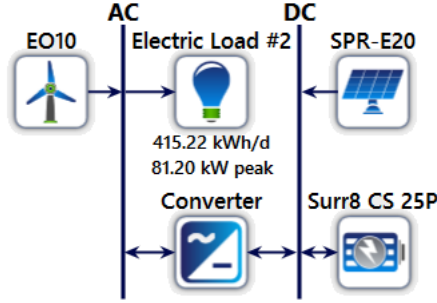 AC DC
EO10 Electric Load #2 SPR-E20
415.22 kWh/d
81.20 kW peak
Converter Surr8 CS 25P